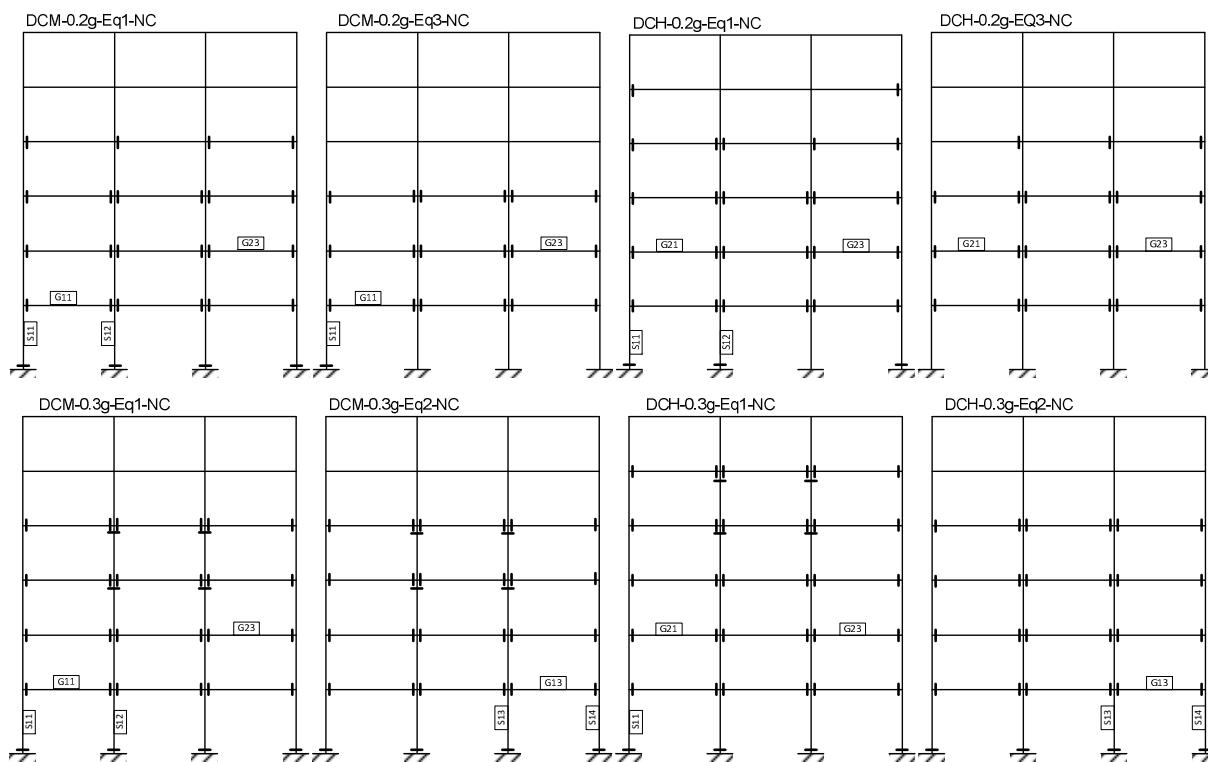 DCM-0.2g-Eq1-NC
G23
G11
S11
S12
DCM-0.2g-Eq3-NC
G23
G11
S11
DCH-0.2g-Eq1-NC
G21
G23
S11
S12
DCH-0.2g-EQ3-NC
G21
G23
DCM-0.3g-Eq1-NC
G23
G11
S11
S12
DCM-0.3g-Eq2-NC
G13
S13
S14
DCH-0.3g-Eq1-NC
G21
G23
S11
DCH-0.3g-Eq2-NC
G13
S13
S14